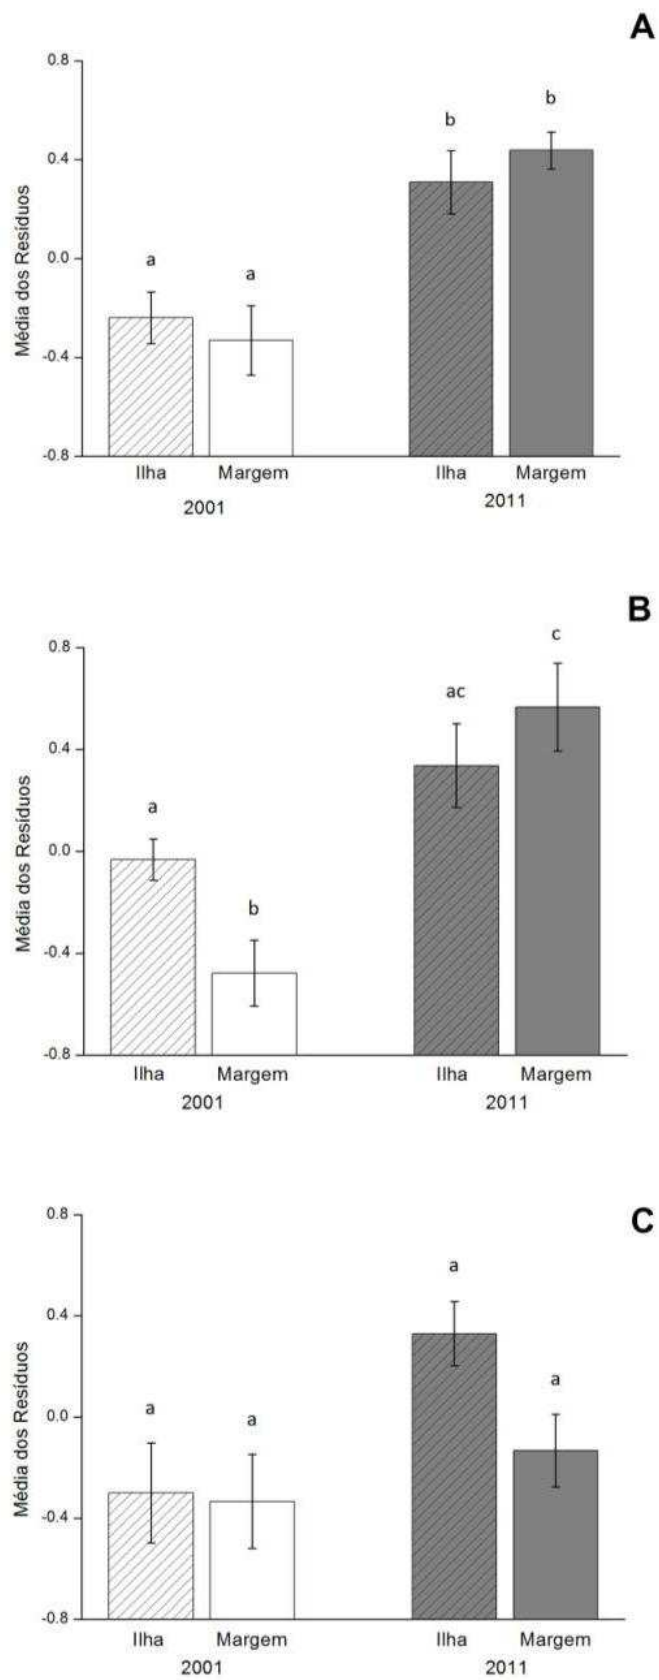 A
0.8
0.4
0.0
-0.4
-0.8
Média dos Resíduos
a
a
b
b
Ilha
Margem
Ilha
Margem
2001
2011
B
0.8
0.4
0.0
-0.4
-0.8
Média dos Resíduos
a
b
ac
c
Ilha
Margem
Ilha
Margem
2001
2011
C
0.8
0.4
0.0
-0.4
-0.8
Média dos Resíduos
a
a
a
a
Ilha
Margem
Ilha
Margem
2001
2011